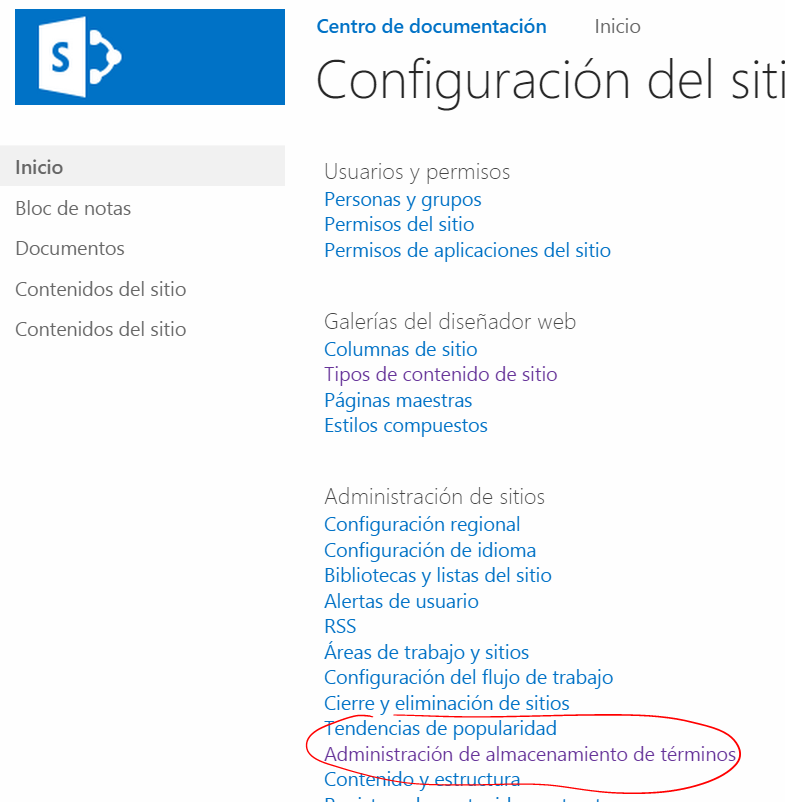 S
Centro de documentación Inicio
Configuración del siti
Inicio
Bloc de notas
Documentos
Contenidos del sitio
Contenidos del sitio
Usuarios y permisos
Personas y grupos
Permisos del sitio
Permisos de aplicaciones del sitio
Galerías del diseñador web
Columnas de sitio
Tipos de contenido de sitio
Páginas maestras
Estilos compuestos
Administración de sitios
Configuración regional
Configuración de idioma
Bibliotecas y listas del sitio
Alertas de usuario
RSS
Áreas de trabajo y sitios
Configuración del flujo de trabajo
Cierre y eliminación de sitios
Tendencias de popularidad
Administración de almacenamiento de términos
Contenido y estructura